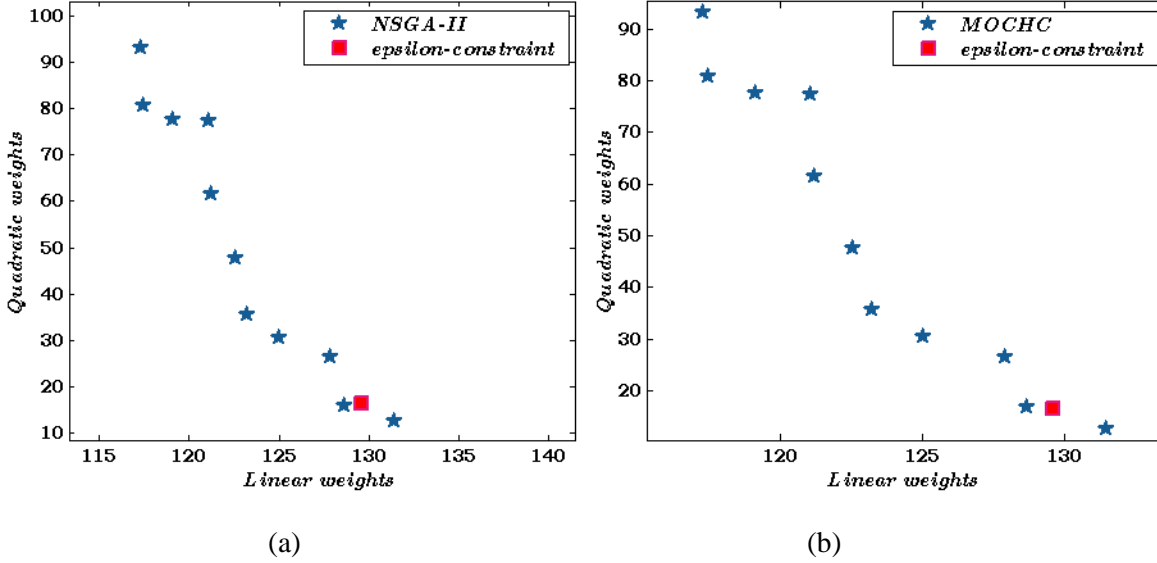 NSGA-II
epsilon-constraint
100
90
80
70
60
50
40
30
20
10
115 120 125 130 135 140
Quadratic weights
Linear weights
(a)
MOCHC
epsilon-constraint
90
80
70
60
50
40
30
20
120 125 130
Quadratic weights
Linear weights
(b)